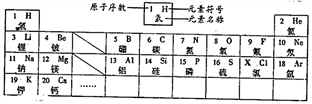 原子序数 1 H 元素符号
氢 元素名称
1 H
氢
2 He
氦
3 Li 4 Be 5 B 6 C 7 N 8 O 9 F 10 Ne
锂 铍 硼 碳 氮 氧 氟 氖
11 Na 12 Mg 13 Al 14 Si 15 P 16 S X Cl 18 Ar
钠 镁 铝 硅 磷 硫 氯 氩
19 K 20 Ca ……
钾 钙